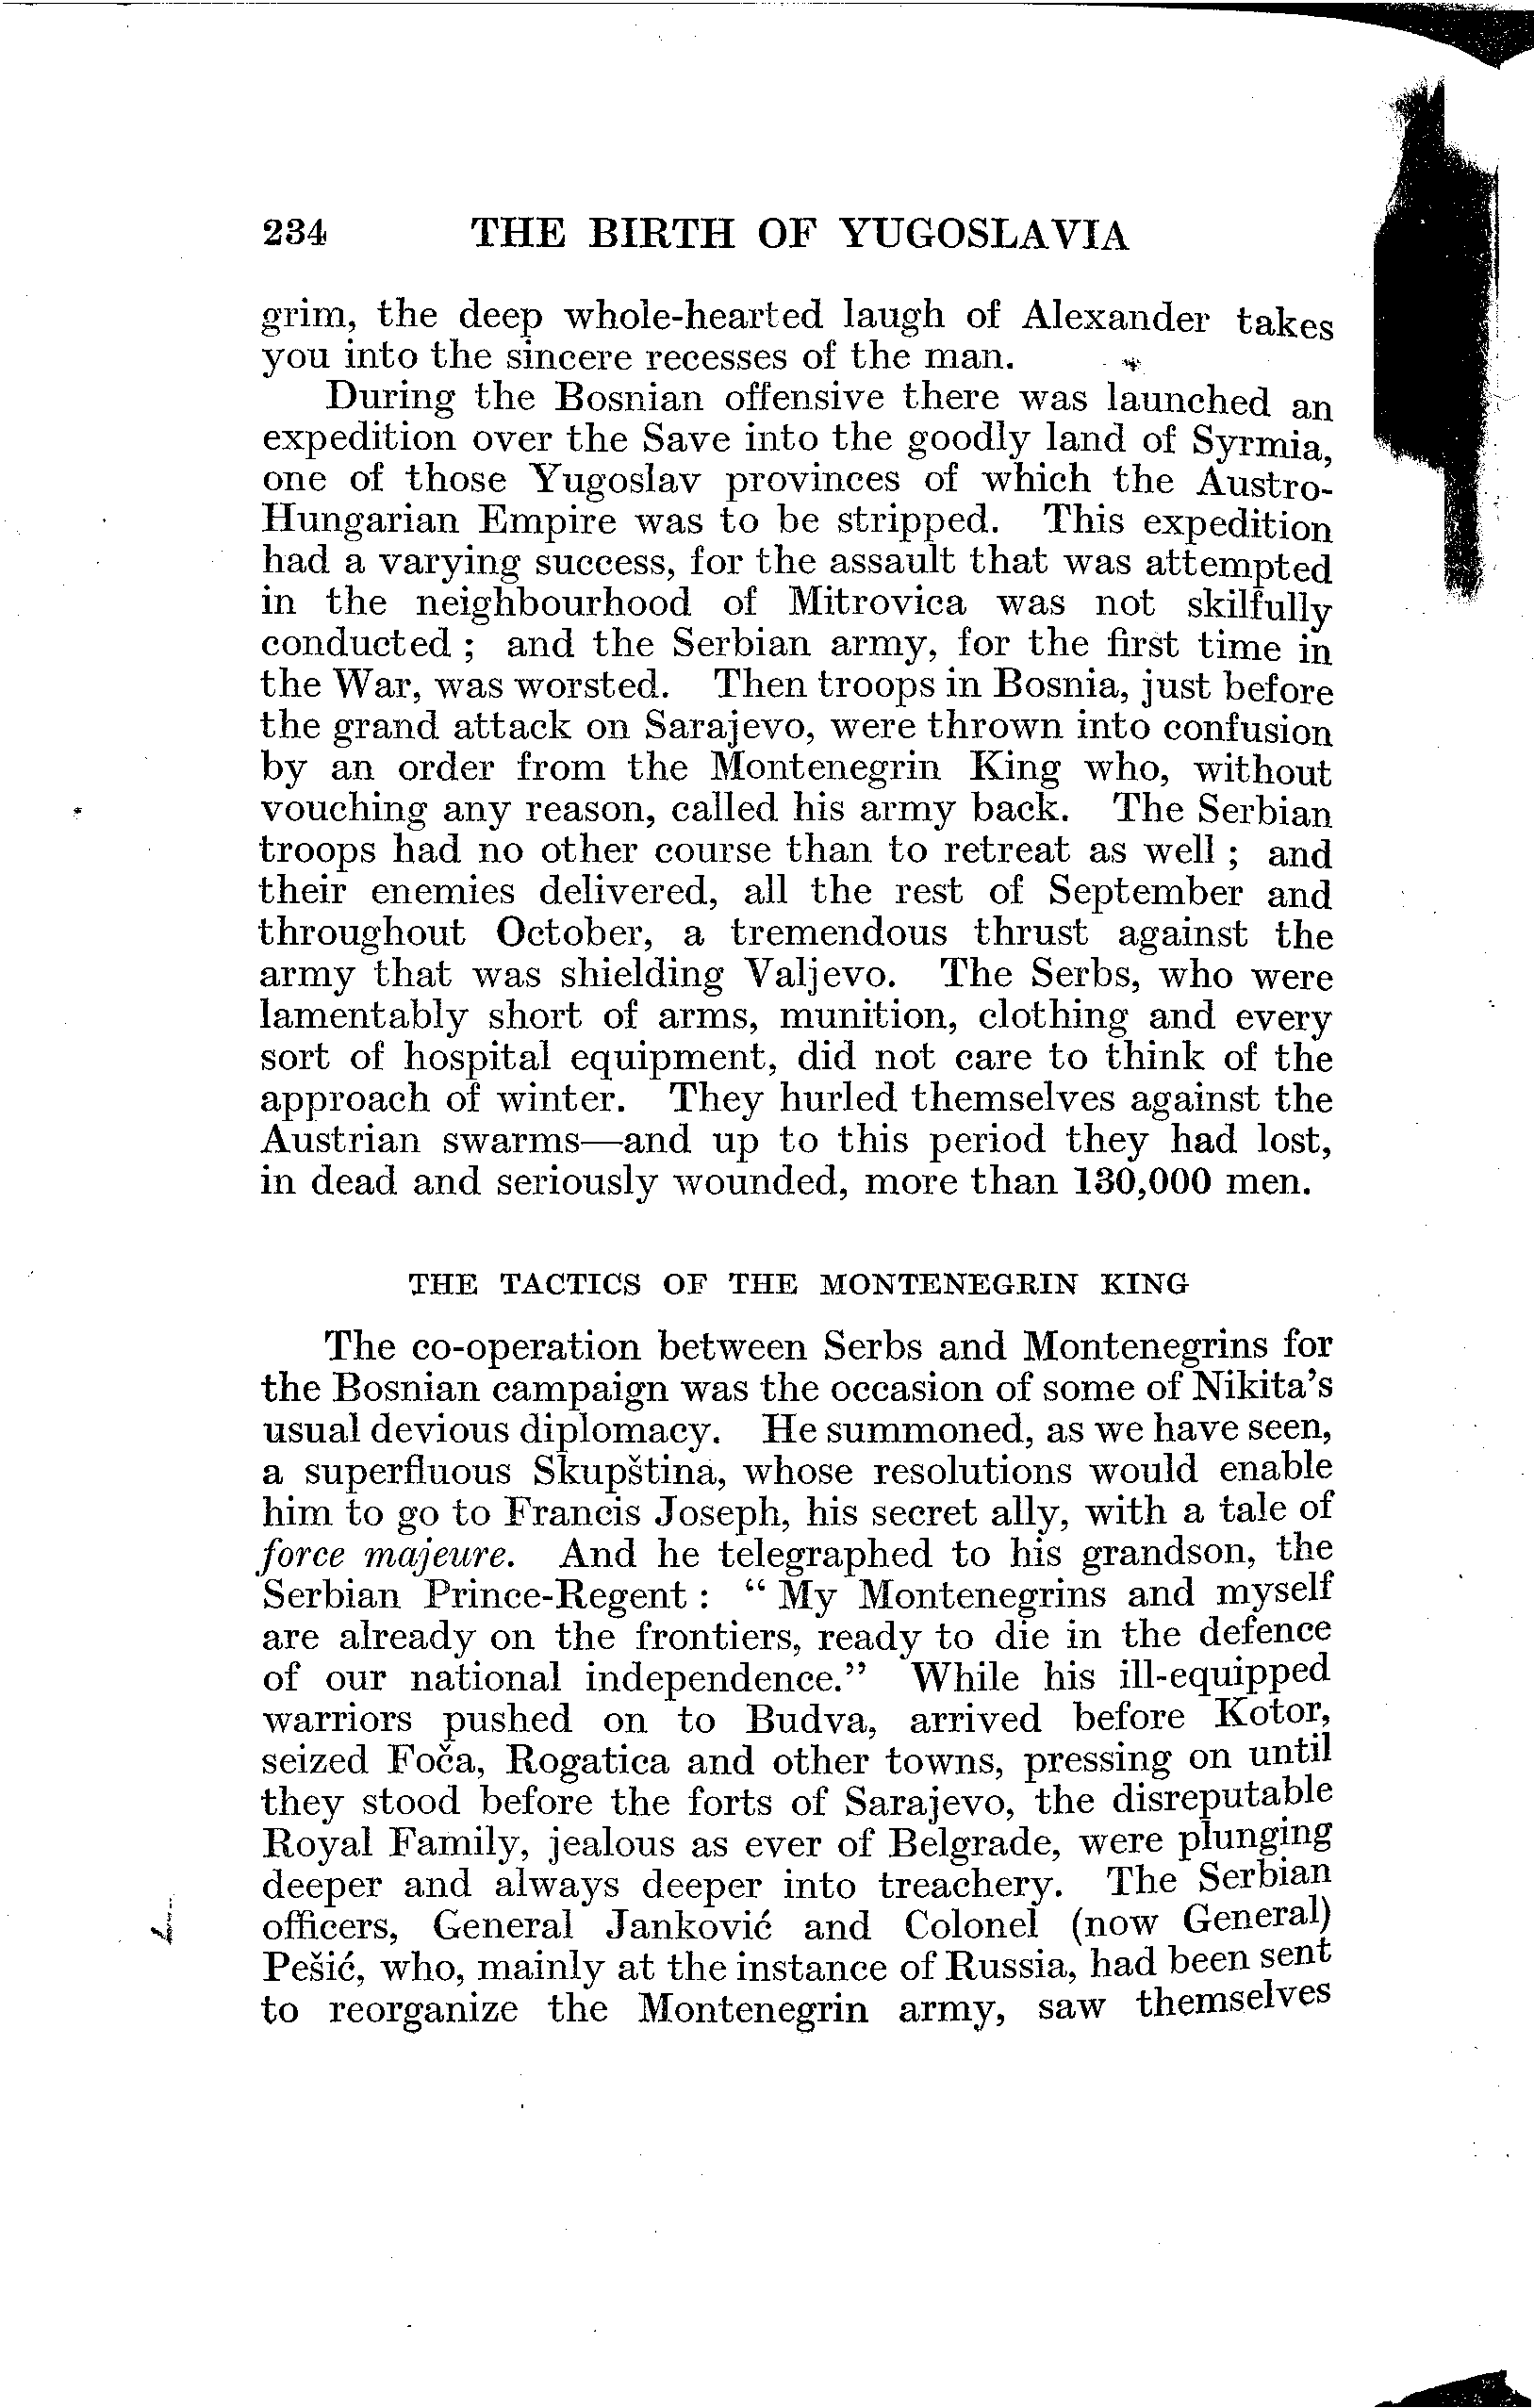 234 THE BIRTH OF YUGOSLAVIA
grim, the deep whole-hearted laugh of Alexander takes
you into the sincere recesses of the man.
During the Bosnian offensive there was launched an
expedition over the Save into the goodly land of Syrmia,
one of those Yugoslav provinces of which the Austro-
Hungarian Empire was to be stripped. This expedition
had a varying success, for the assault that was attempted
in the neighbourhood of Mitrovica was not skilfully
conducted ; and the Serbian army, for the first time in
the War, was worsted. Then troops in Bosnia, just before
the grand attack on Sarajevo, were thrown into confusion
by an order from the Montenegrin King who, without
vouching any reason, called his army back. The Serbian
troops had no other course than to retreat as well ; and
their enemies delivered, all the rest of September and
throughout October, a tremendous thrust against the
army that was shielding Valjevo. The Serbs, who were
lamentably short of arms, munition, clothing and every
sort of hospital equipment, did not care to think of the
approach of winter. They hurled themselves against the
Austrian swarms—and up to this period they had lost,
in dead and seriously wounded, more than 130,000 men.
THE TACTICS OF THE MONTENEGRIN KING
The co-operation between Serbs and Montenegrins for
the Bosnian campaign was the occasion of some of Nikita's
usual devious diplomacy. He summoned, as we have seen,
a superfluous Skupština, whose resolutions would enable
him to go to Francis Joseph, his secret ally, with a tale of
force majeure. And he telegraphed to his grandson, the
Serbian Prince-Regent : " My Montenegrins and myself
are already on the frontiers, ready to die in the defence
of our national independence." While his ill-equipped
warriors pushed on to Budva, arrived before Kotor,
seized Foča, Rogatica and other towns, pressing on until
they stood before the forts of Sarajevo, the disreputable
Royal Family, jealous as ever of Belgrade, were plunging
deeper and always deeper into treachery. The Serbian
officers, General Janković and Colonel (now General)
Pešić, who, mainly at the instance of Russia, had been sent
to reorganize the Montenegrin army, saw themselves